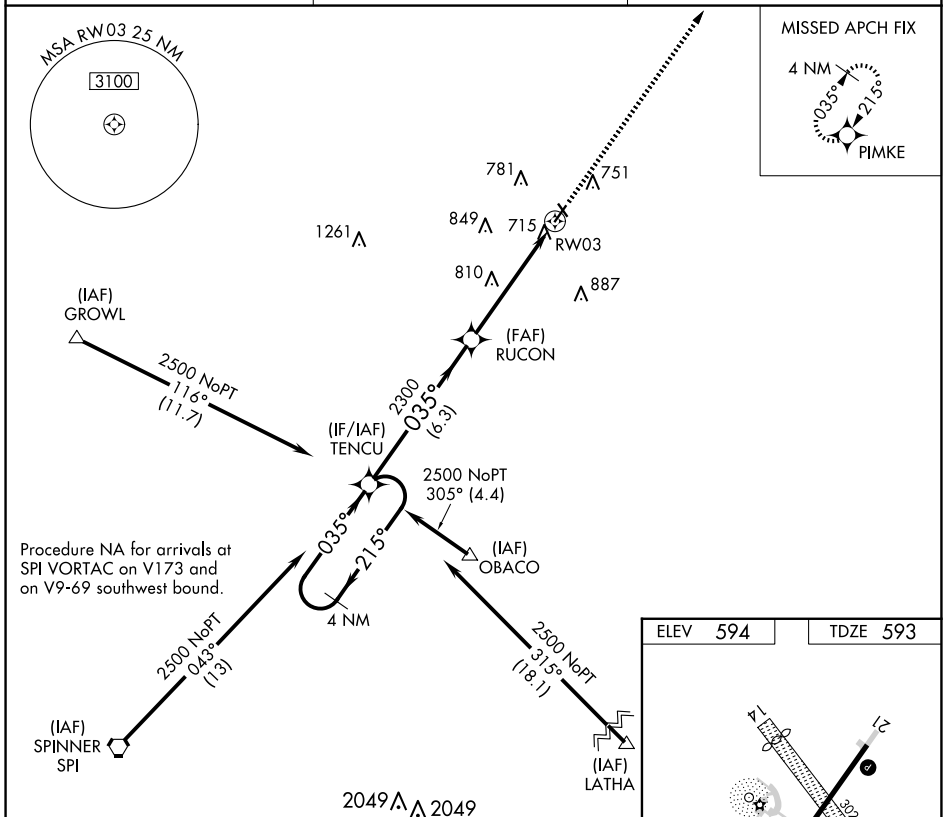 MSA RW03 25 NM
3100
MISSED APCH FIX
4 NM
035°
215°
PIMKE
781
751
849
715
1261
RW03
810
887
(IAF)
GROWL
(FAF)
RUCON
2500 NoPT
116°
(11.7)
2300
035°
(6.3)
(IF/IAF)
TENCU
2500 NoPT
305° (4.4)
035°
215°
(IAF)
OBACO
Procedure NA for arrivals at
SPI VORTAC on V173 and
on V9-69 southwest bound.
4 NM
2500 NoPT
043°
(13)
2500 NoPT
315°
(18.1)
ELEV 594
TDZE 593
(IAF)
SPINNER
SPI
(IAF)
LATHA
14
21
P
302
2049
2049